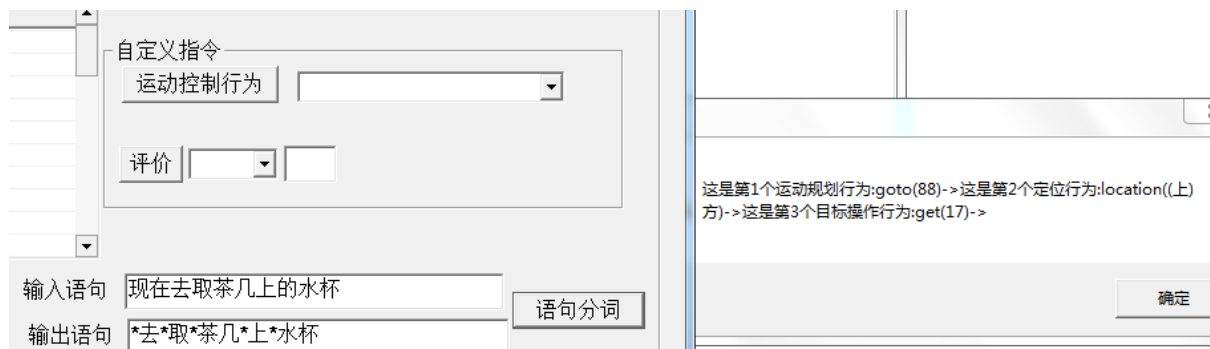 自定义指令
运动控制行为
评价
输入语句
现在去取茶几上的水杯
语句分词
输出语句
*去*取*茶几*上*水杯
这是第1个运动规划行为:goto(88)->这是第2个定位行为:location((上)
方)->这是第3个目标操作行为:get(17)->
确定